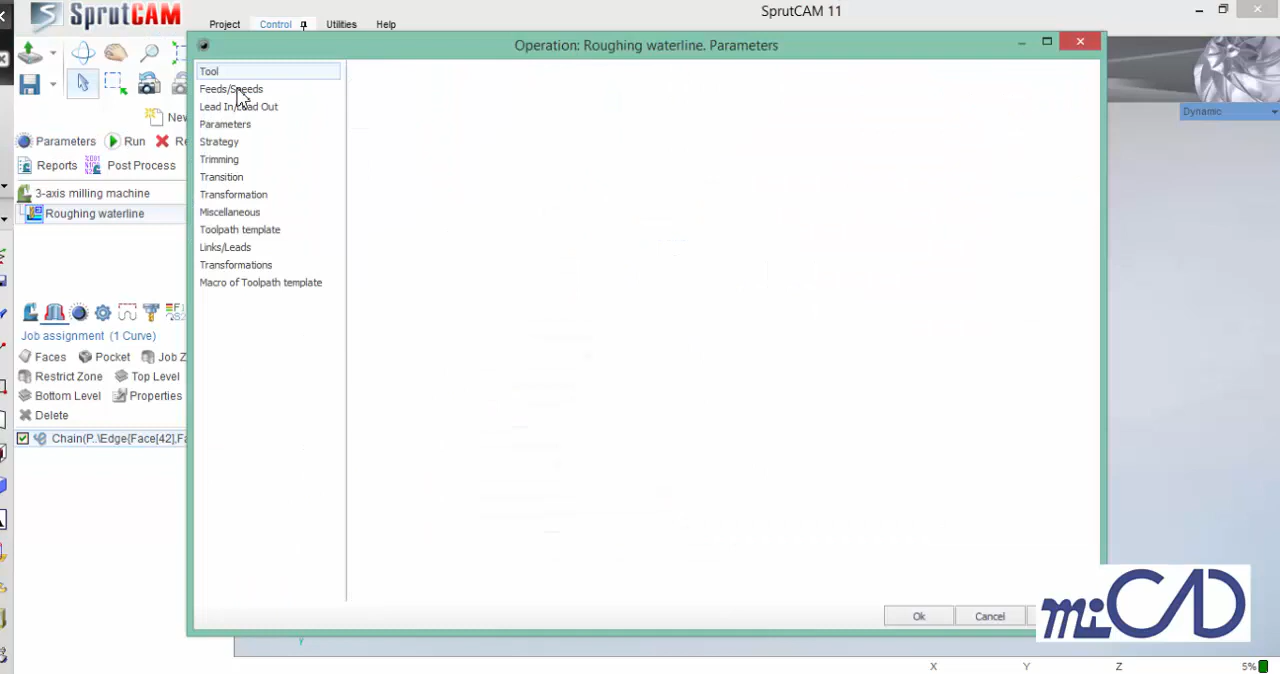 SprutCAM
Project Control Utilities Help
SprutCAM 11
Operation: Roughing waterline. Parameters
Dynamic
New
Parameters Run
Reports Post Process
3-axis milling machine
Roughing waterline
Job assignment (1 Curve)
Faces Pocket Job Z
Restrict Zone Top Level
Bottom Level Properties
Delete
Chain(P..\Edge{Face[42],Fa
Tool
Feeds/Speeds
Lead In/Lead Out
Parameters
Strategy
Trimming
Transition
Transformation
Miscellaneous
Toolpath template
Links/Leads
Transformations
Macro of Toolpath template
Ok Cancel
miCAD
X Y Z 5%